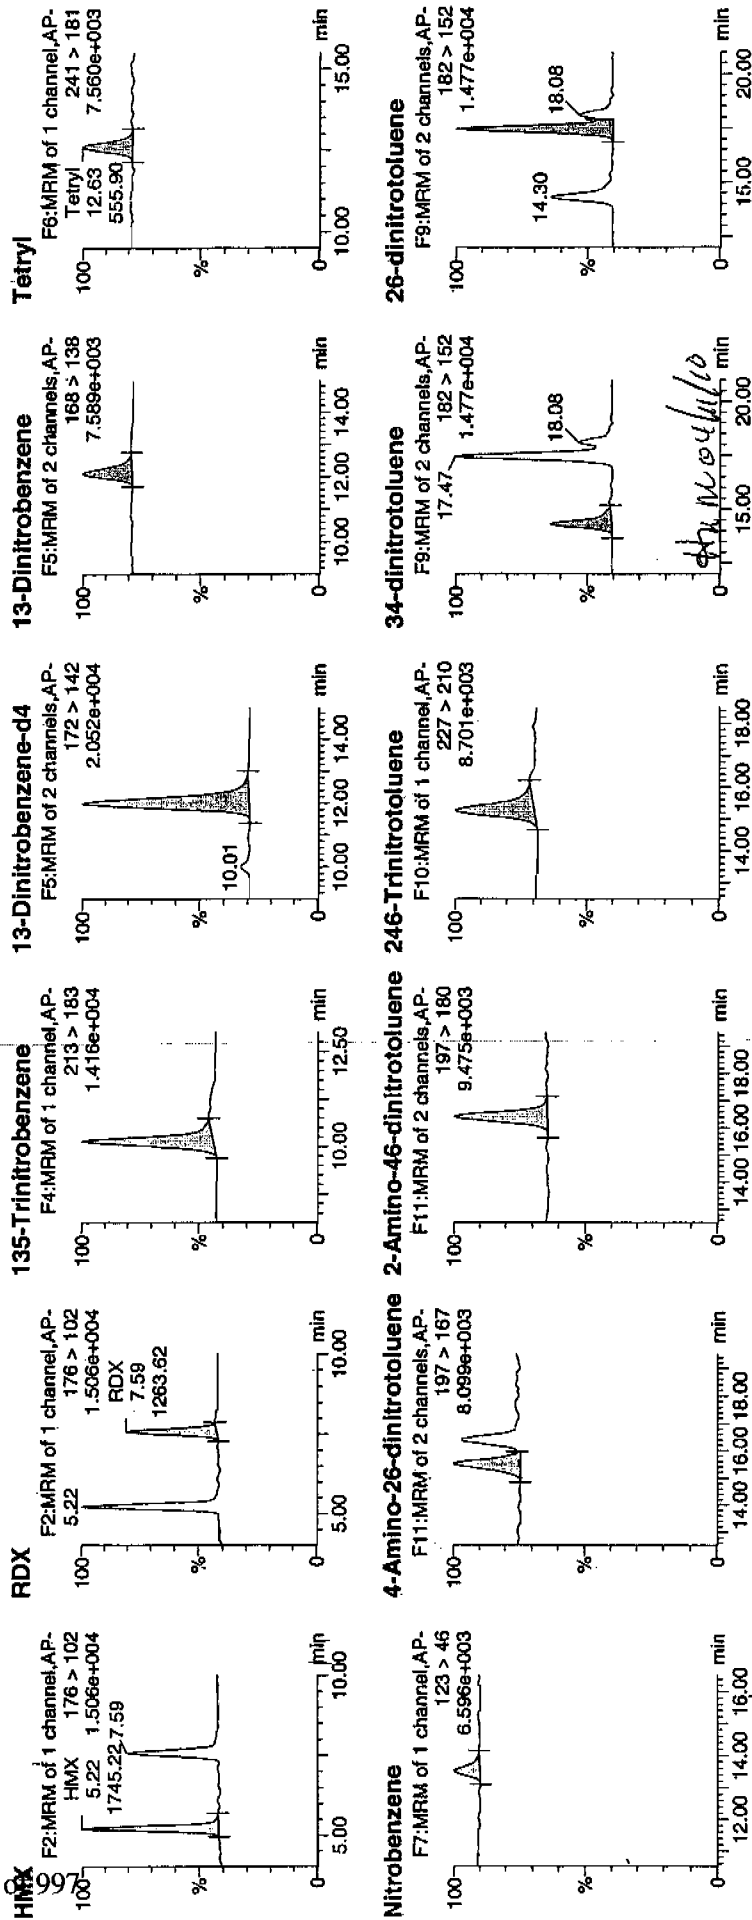 HMX
F2:MRM of 1 channel,AP-
176 > 102
1.506e+004
HMX
5.22
1745.22
7.59
100
%
0
5.00
10.00
min
RDX
F2:MRM of 1 channel,AP-
176 > 102
1.506e+004
5.22
RDX
7.59
1263.62
100
%
0
5.00
10.00
min
135-Trinitrobenzene
F4:MRM of 1 channel,AP-
213 > 183
1.416e+004
100
%
0
10.00
12.50
min
13-Dinitrobenzene-d4
F5:MRM of 2 channels,AP-
172 > 142
2.052e+004
10.01
100
%
0
10.00
12.00
14.00
min
13-Dinitrobenzene
F5:MRM of 2 channels,AP-
168 > 138
7.589e+003
100
%
0
10.00
12.00
14.00
min
Tetryl
F6:MRM of 1 channel,AP-
241 > 181
7.560e+003
Tetryl
12.63
555.90
100
%
0
10.00
15.00
min
Nitrobenzene
F7:MRM of 1 channel,AP-
123 > 46
6.596e+003
100
%
0
12.00
14.00
16.00
min
4-Amino-26-dinitrotoluene
F11:MRM of 2 channels,AP-
197 > 167
8.099e+003
100
%
0
14.00
16.00
18.00
min
2-Amino-46-dinitrotoluene
F11:MRM of 2 channels,AP-
197 > 180
9.475e+003
100
%
0
14.00
16.00
18.00
min
246-Trinitrotoluene
F10:MRM of 1 channel,AP-
227 > 210
8.701e+003
100
%
0
14.00
16.00
18.00
min
34-dinitrotoluene
F9:MRM of 2 channels,AP-
182 > 152
1.477e+004
17.47
18.08
100
%
0
15.00
20.00
min
04/11/10
26-dinitrotoluene
F9:MRM of 2 channels,AP-
182 > 152
1.477e+004
14.30
18.08
100
%
0
15.00
20.00
min
997